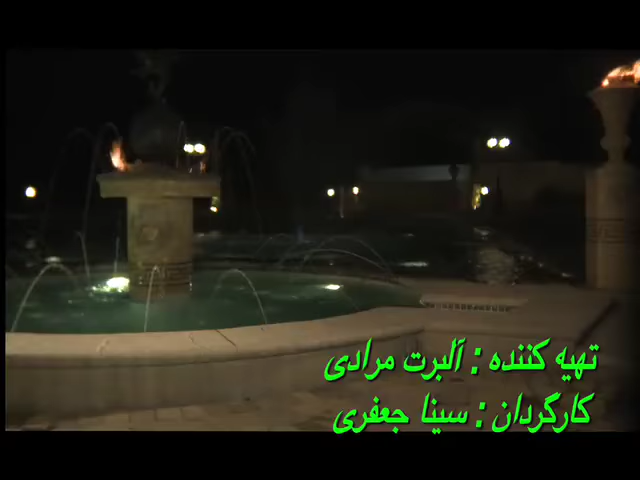 تهیه کننده : آلبرت مرادی
کارگردان : سینا جعفری